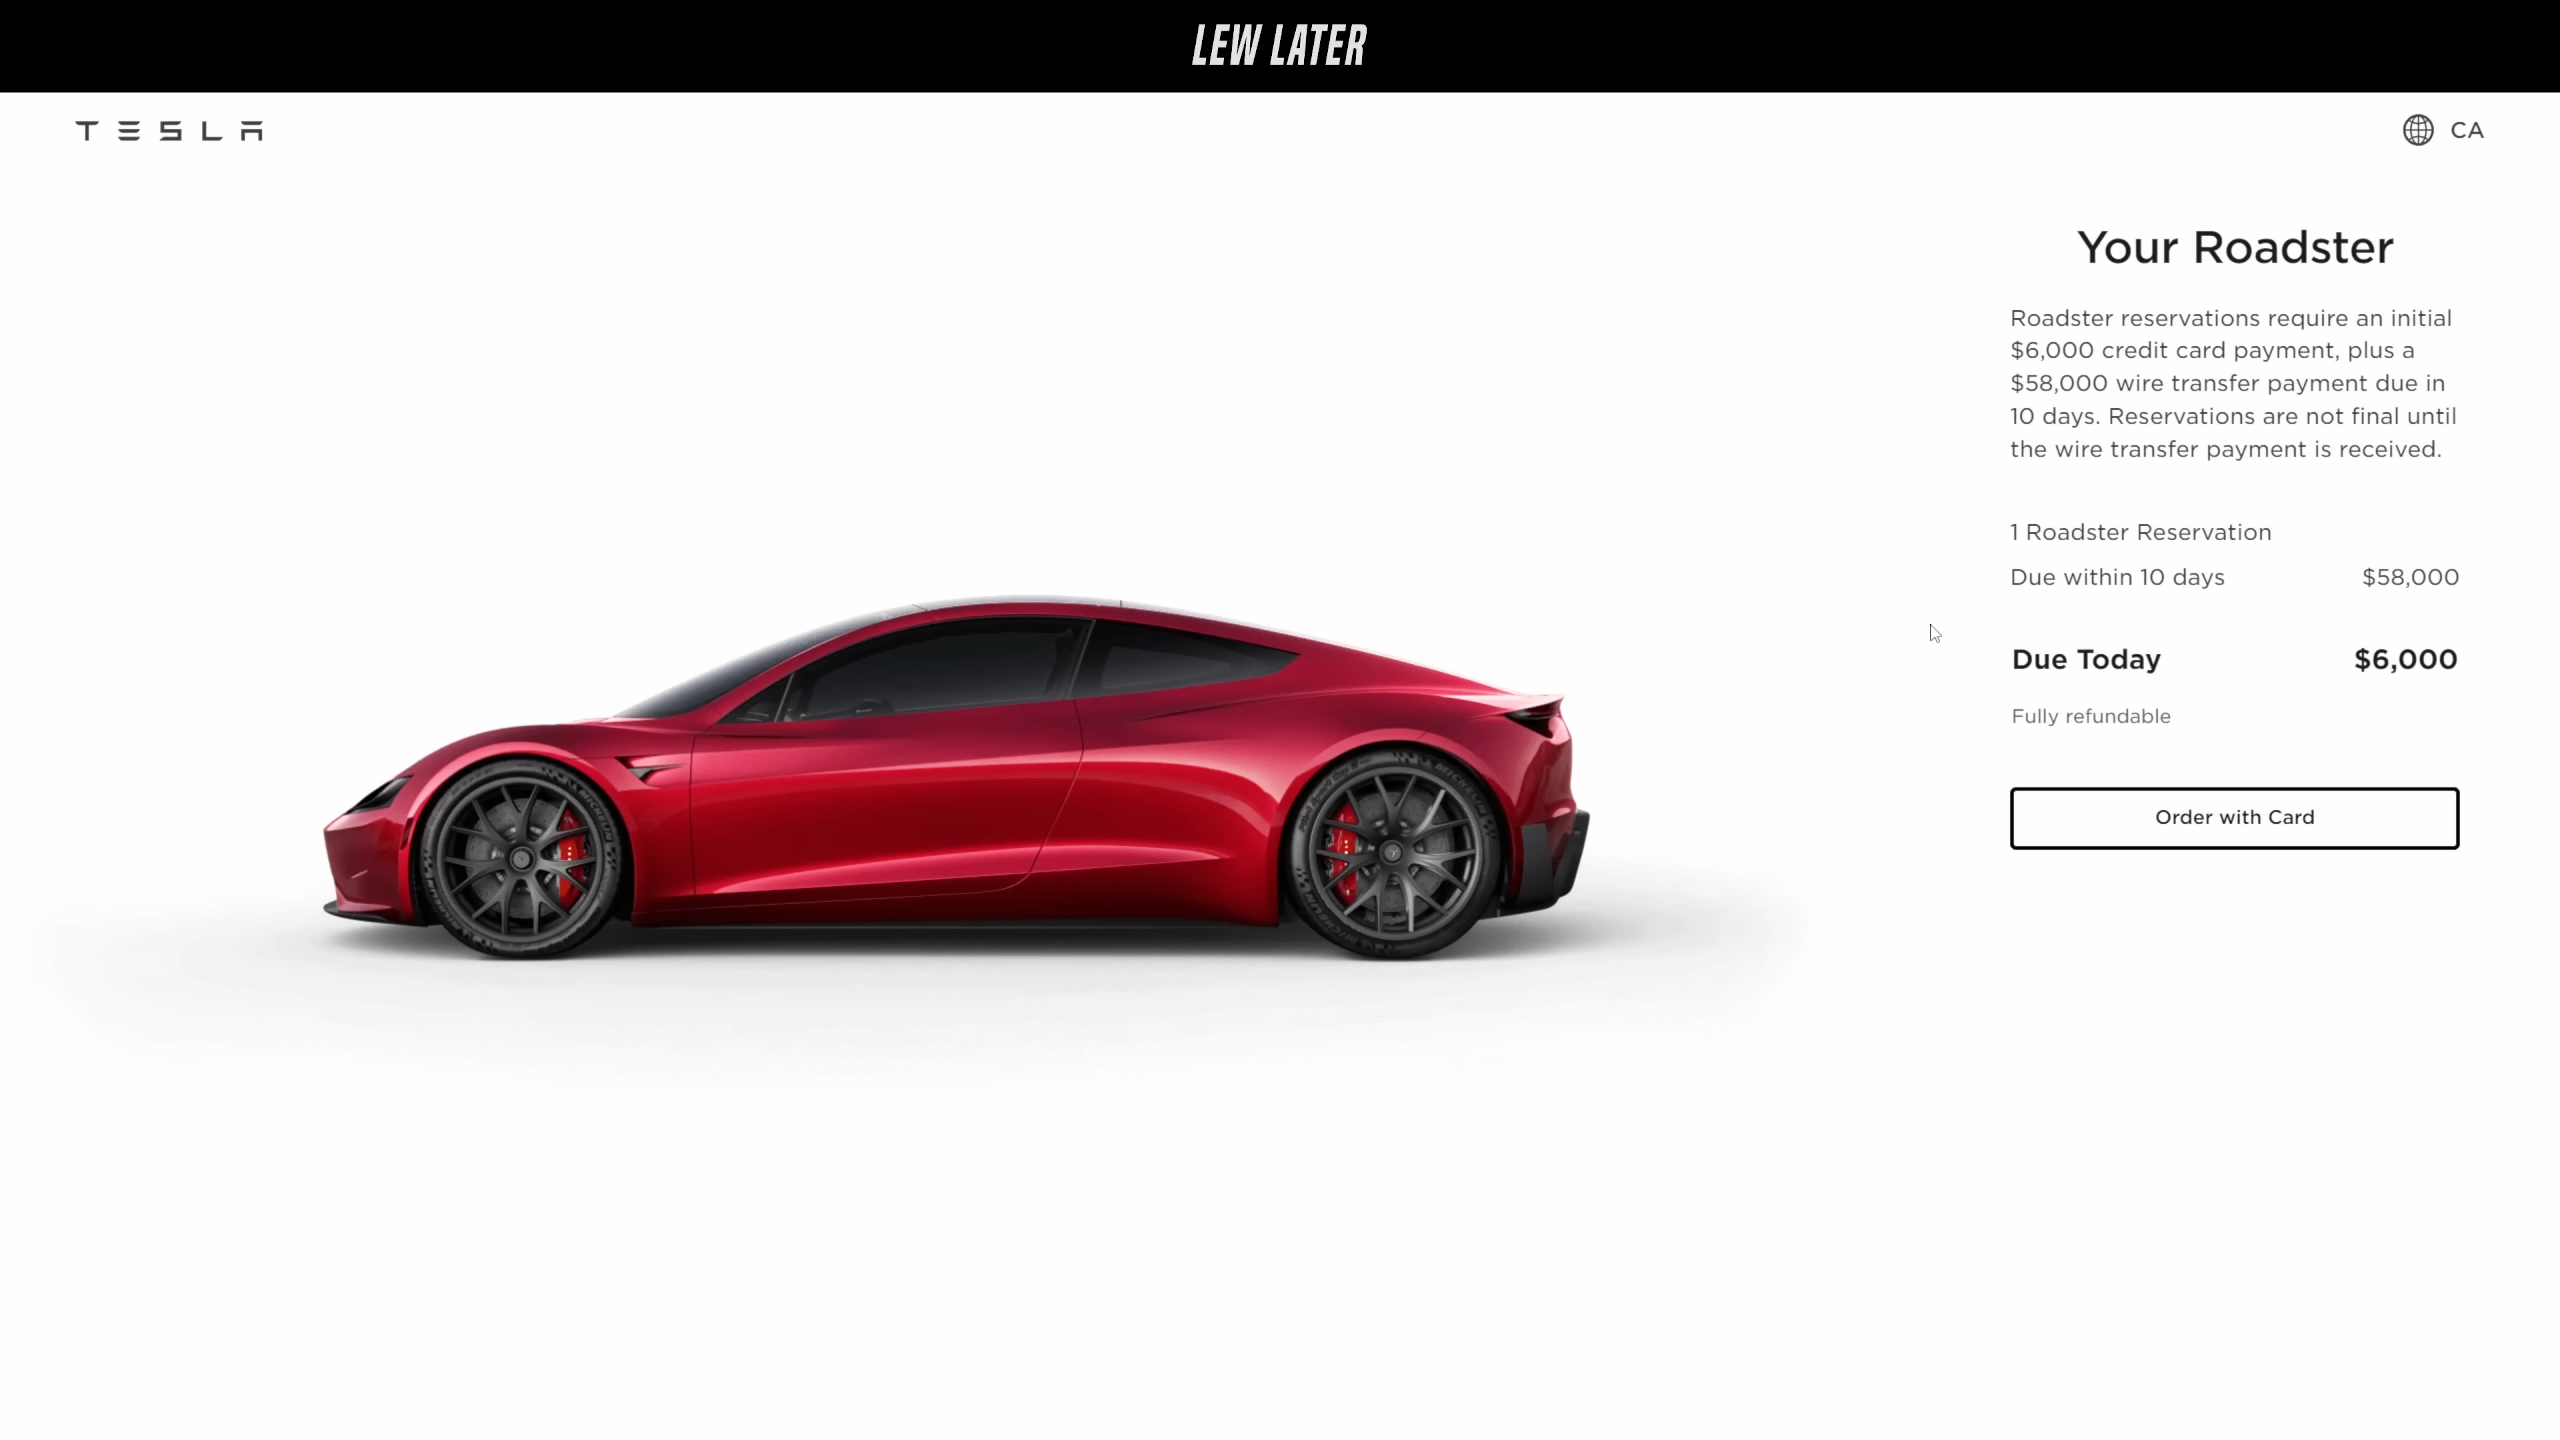 LEW LATER
TESLA
CA
Your Roadster
Roadster reservations require an initial
$6,000 credit card payment, plus a
$58,000 wire transfer payment due in
10 days. Reservations are not final until
the wire transfer payment is received.
1 Roadster Reservation
Due within 10 days $58,000
Due Today $6,000
Fully refundable
Order with Card
MICHELIN
MICHELIN